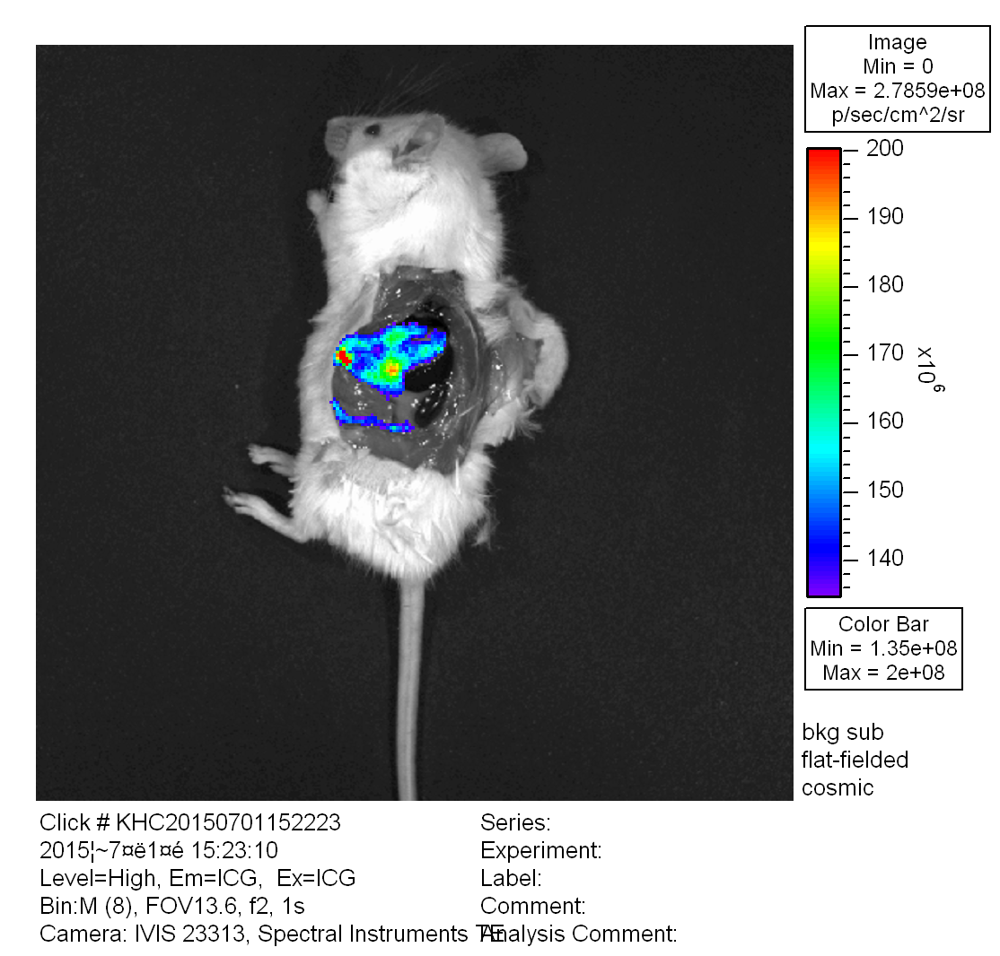 Image
Min = 0
Max = 2.7859e+08
p/sec/cm^2/sr
200
190
180
170
160
150
140
x10^6
Color Bar
Min = 1.35e+08
Max = 2e+08
bkg sub
flat-fielded
cosmic
Click # KHC20150701152223
2015¦~7¤ë1¤é 15:23:10
Level=High, Em=ICG, Ex=ICG
Bin:M (8), FOV13.6, f2, 1s
Camera: IVIS 23313, Spectral Instruments TE
Series:
Experiment:
Label:
Comment:
Analysis Comment: